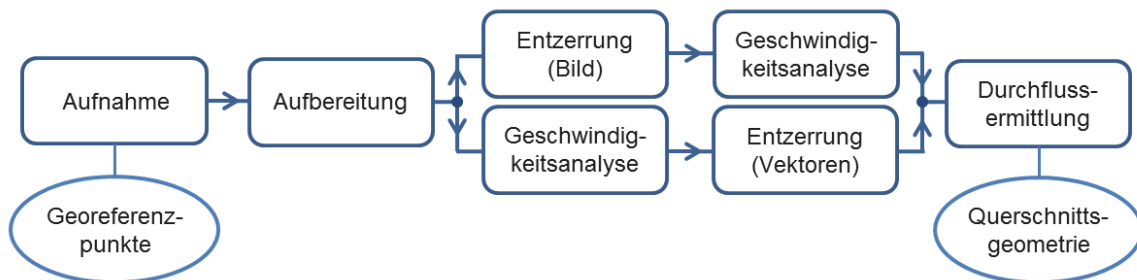 Aufnahme
Aufbereitung
Entzerrung
(Bild)
Geschwindig-
keitsanalyse
Geschwindig-
keitsanalyse
Entzerrung
(Vektoren)
Durchfluss-
ermittlung
Georeferenz-
punkte
Querschnitts-
geometrie